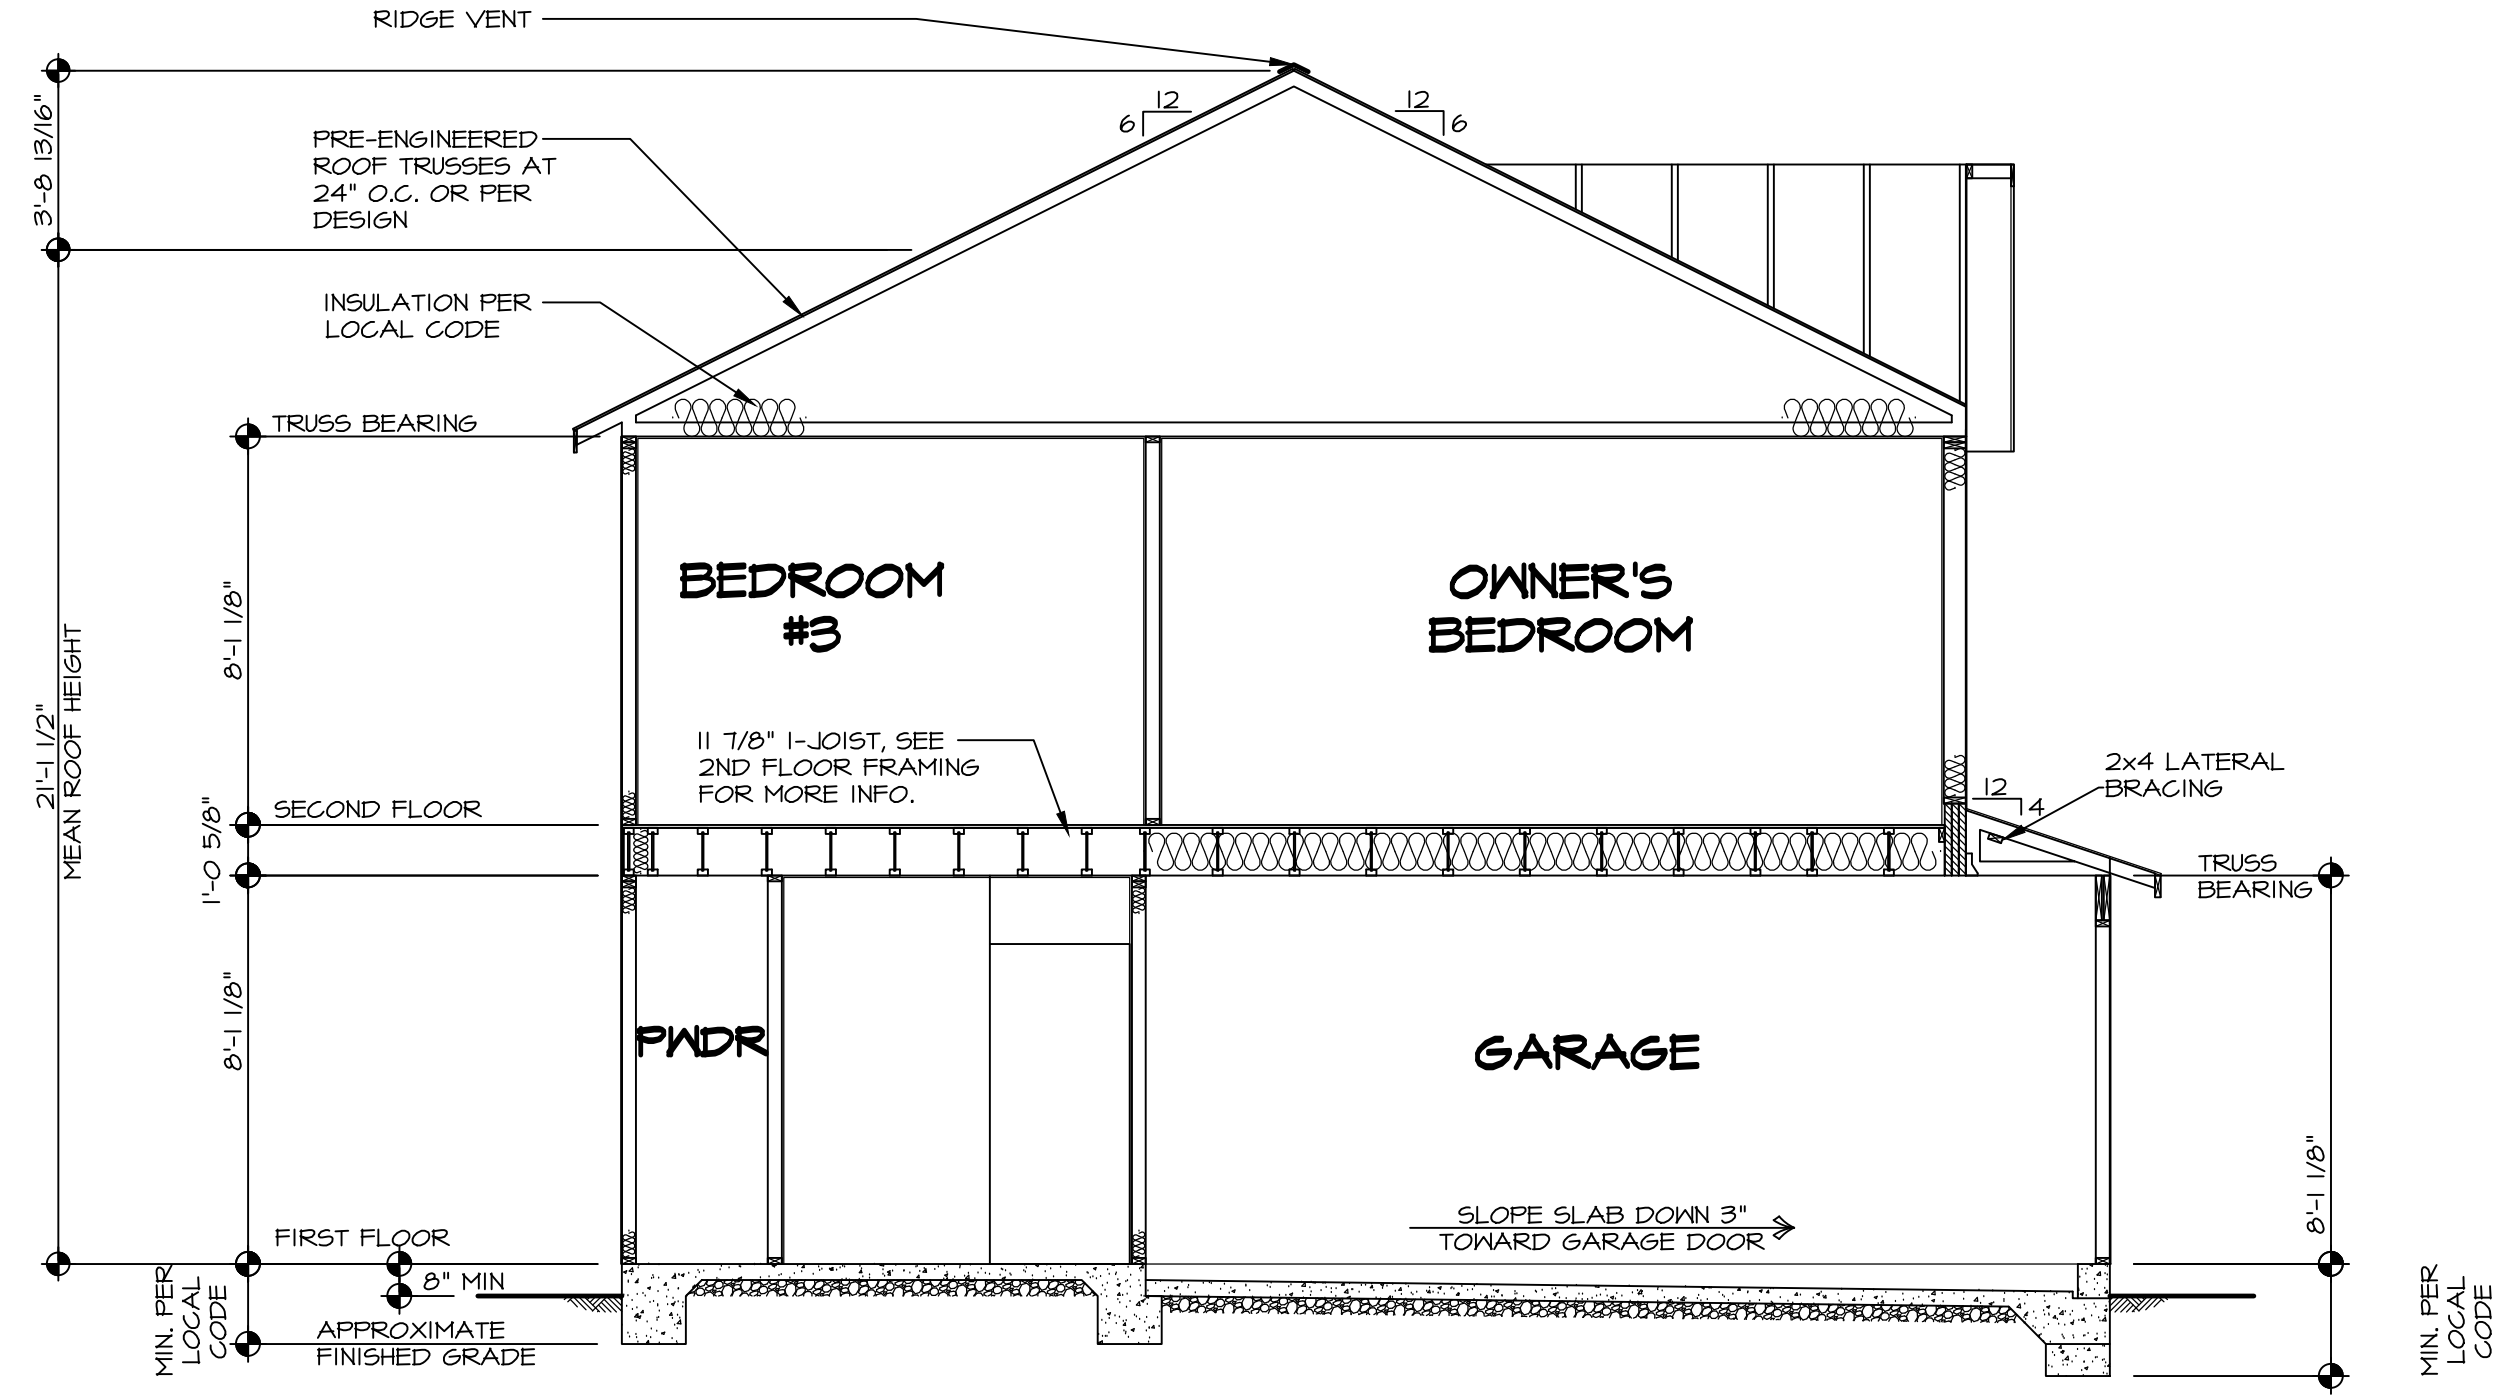 RIDGE VENT
3'-8 13/16"
12
6
12
6
PRE-ENGINEERED
ROOF TRUSSES AT
24" O.C. OR PER
DESIGN
INSULATION PER
LOCAL CODE
TRUSS BEARING
8'-1 1/8"
BEDROOM
#3
OWNER'S
BEDROOM
21'-1 1/2"
MEAN ROOF HEIGHT
11 7/8" I-JOIST, SEE
2ND FLOOR FRAMING
FOR MORE INFO.
2x4 LATERAL
BRACING
12
4
SECOND FLOOR
1'-0 5/8"
TRUSS
BEARING
8'-1 1/8"
PWDR
GARAGE
8'-1 1/8"
SLOPE SLAB DOWN 3"
TOWARD GARAGE DOOR
FIRST FLOOR
8" MIN
MIN. PER
LOCAL
CODE
APPROXIMATE
FINISHED GRADE
MIN. PER
LOCAL
CODE